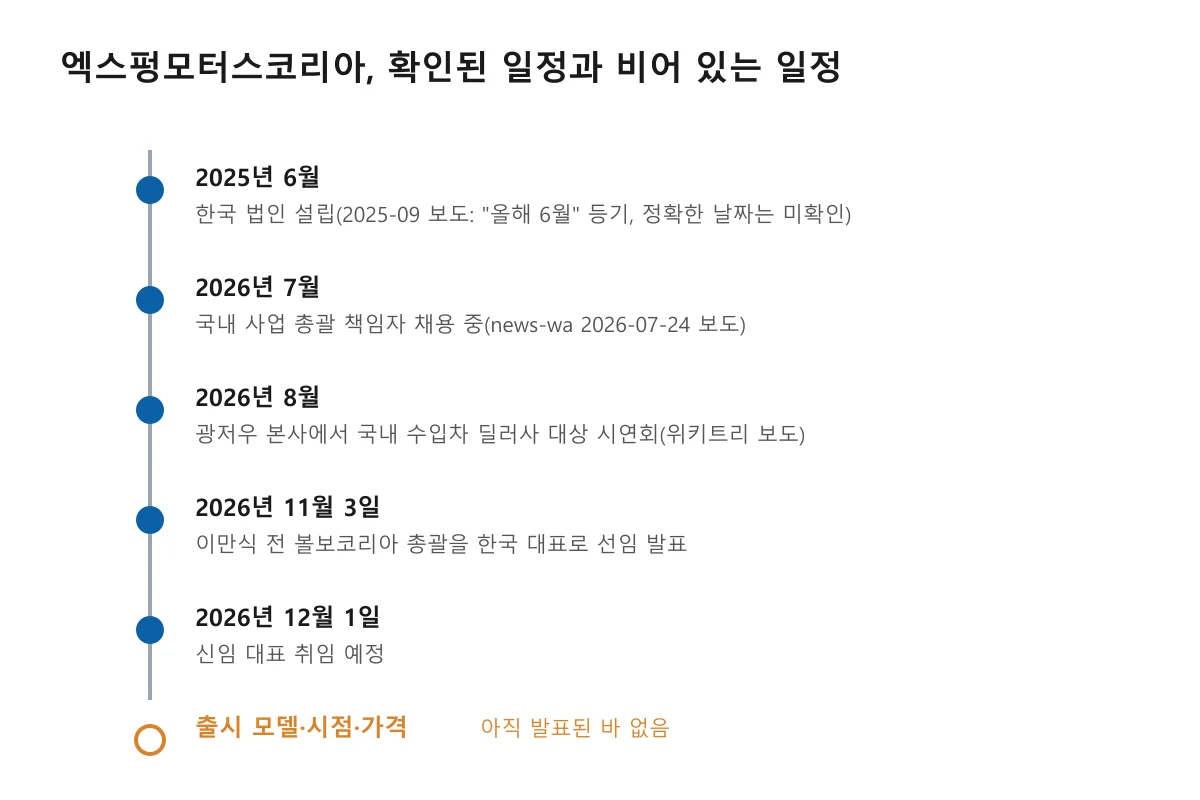 엑스펑모터스코리아, 확인된 일정과 비어 있는 일정
2025년 6월
한국 법인 설립(2025-09 보도: "올해 6월" 등기, 정확한 날짜는 미확인)
2026년 7월
국내 사업 총괄 책임자 채용 중(news-wa 2026-07-24 보도)
2026년 8월
광저우 본사에서 국내 수입차 딜러사 대상 시연회(위키트리 보도)
2026년 11월 3일
이만식 전 볼보코리아 총괄을 한국 대표로 선임 발표
2026년 12월 1일
신임 대표 취임 예정
출시 모델·시점·가격 아직 발표된 바 없음